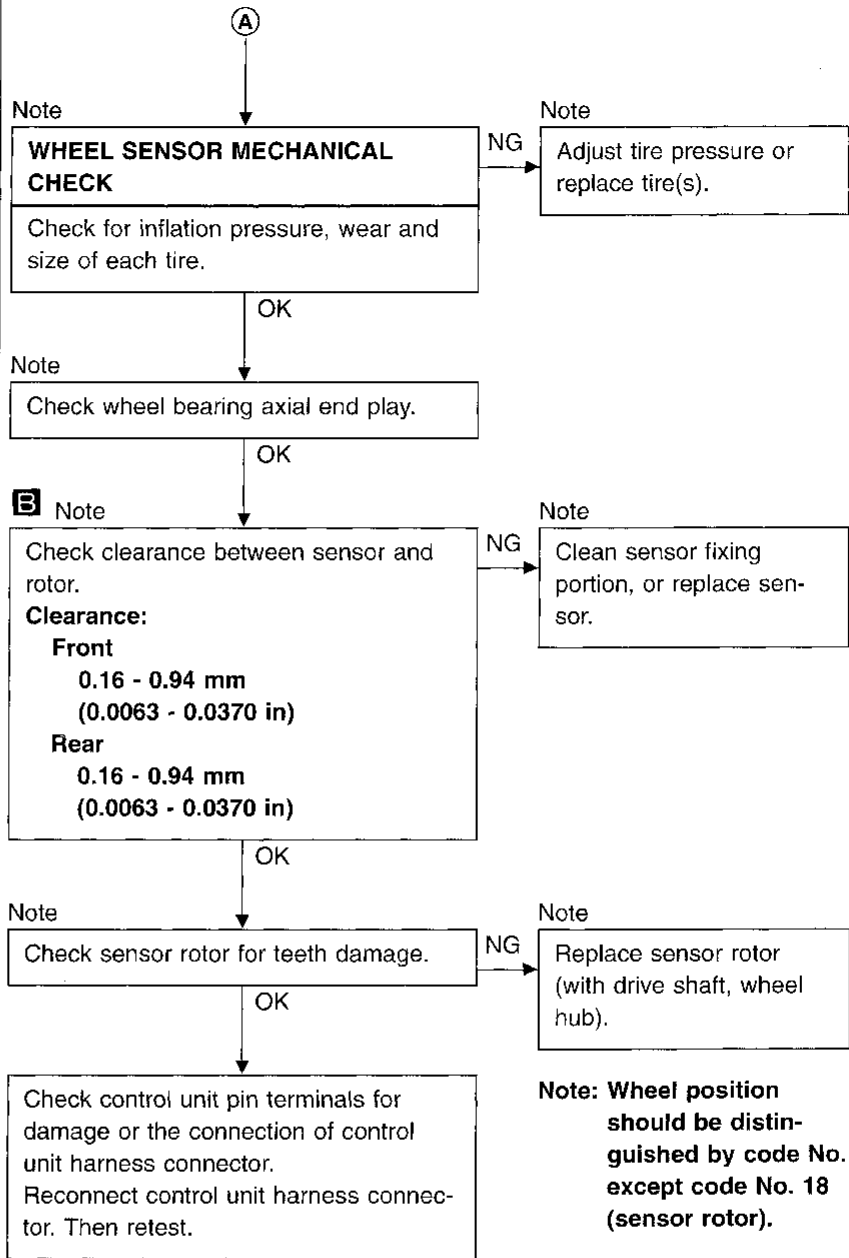 A
Note
WHEEL SENSOR MECHANICAL
CHECK
Check for inflation pressure, wear and
size of each tire.
NG
Note
Adjust tire pressure or
replace tire(s).
OK
Note
Check wheel bearing axial end play.
OK
B Note
Check clearance between sensor and
rotor.
Clearance:
Front
0.16 - 0.94 mm
(0.0063 - 0.0370 in)
Rear
0.16 - 0.94 mm
(0.0063 - 0.0370 in)
NG
Note
Clean sensor fixing
portion, or replace sen-
sor.
OK
Note
Check sensor rotor for teeth damage.
NG
Note
Replace sensor rotor
(with drive shaft, wheel
hub).
OK
Check control unit pin terminals for
damage or the connection of control
unit harness connector.
Reconnect control unit harness connec-
tor. Then retest.
Note: Wheel position
should be distin-
guished by code No.
except code No. 18
(sensor rotor).